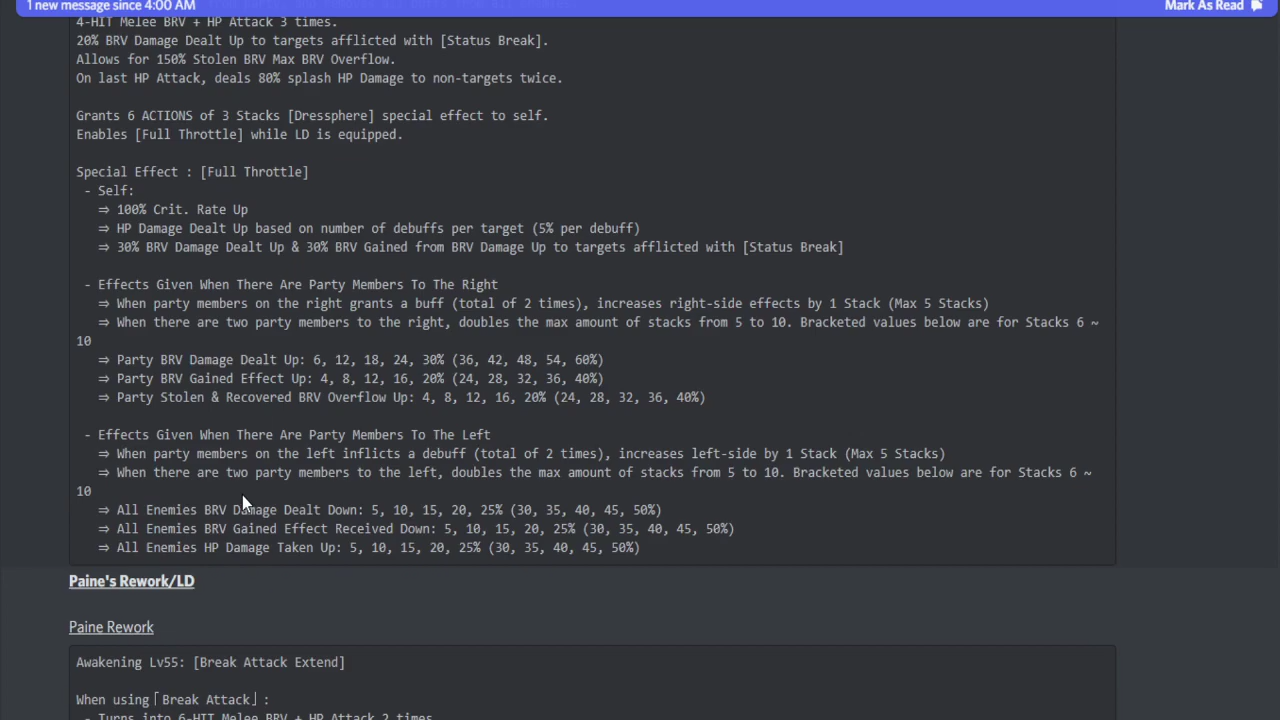 1 new message since 4:00 AM
Mark As Read
4-HIT Melee BRV + HP Attack 3 times.
20% BRV Damage Dealt Up to targets afflicted with [Status Break].
Allows for 150% Stolen BRV Max BRV Overflow.
On last HP Attack, deals 80% splash HP Damage to non-targets twice.
Grants 6 ACTIONS of 3 Stacks [Dressphere] special effect to self.
Enables [Full Throttle] while LD is equipped.
Special Effect : [Full Throttle]
- Self:
⇒ 100% Crit. Rate Up
⇒ HP Damage Dealt Up based on number of debuffs per target (5% per debuff)
⇒ 30% BRV Damage Dealt Up & 30% BRV Gained from BRV Damage Up to targets afflicted with [Status Break]
- Effects Given When There Are Party Members To The Right
⇒ When party members on the right grants a buff (total of 2 times), increases right-side effects by 1 Stack (Max 5 Stacks)
⇒ When there are two party members to the right, doubles the max amount of stacks from 5 to 10. Bracketed values below are for Stacks 6 ~
10
⇒ Party BRV Damage Dealt Up: 6, 12, 18, 24, 30% (36, 42, 48, 54, 60%)
⇒ Party BRV Gained Effect Up: 4, 8, 12, 16, 20% (24, 28, 32, 36, 40%)
⇒ Party Stolen & Recovered BRV Overflow Up: 4, 8, 12, 16, 20% (24, 28, 32, 36, 40%)
- Effects Given When There Are Party Members To The Left
⇒ When party members on the left inflicts a debuff (total of 2 times), increases left-side by 1 Stack (Max 5 Stacks)
⇒ When there are two party members to the left, doubles the max amount of stacks from 5 to 10. Bracketed values below are for Stacks 6 ~
10
⇒ All Enemies BRV Damage Dealt Down: 5, 10, 15, 20, 25% (30, 35, 40, 45, 50%)
⇒ All Enemies BRV Gained Effect Received Down: 5, 10, 15, 20, 25% (30, 35, 40, 45, 50%)
⇒ All Enemies HP Damage Taken Up: 5, 10, 15, 20, 25% (30, 35, 40, 45, 50%)
Paine's Rework/LD
Paine Rework
Awakening Lv55: [Break Attack Extend]
When using「Break Attack」:
- Turns into 6-HIT Melee BRV + HP Attack 2 times.